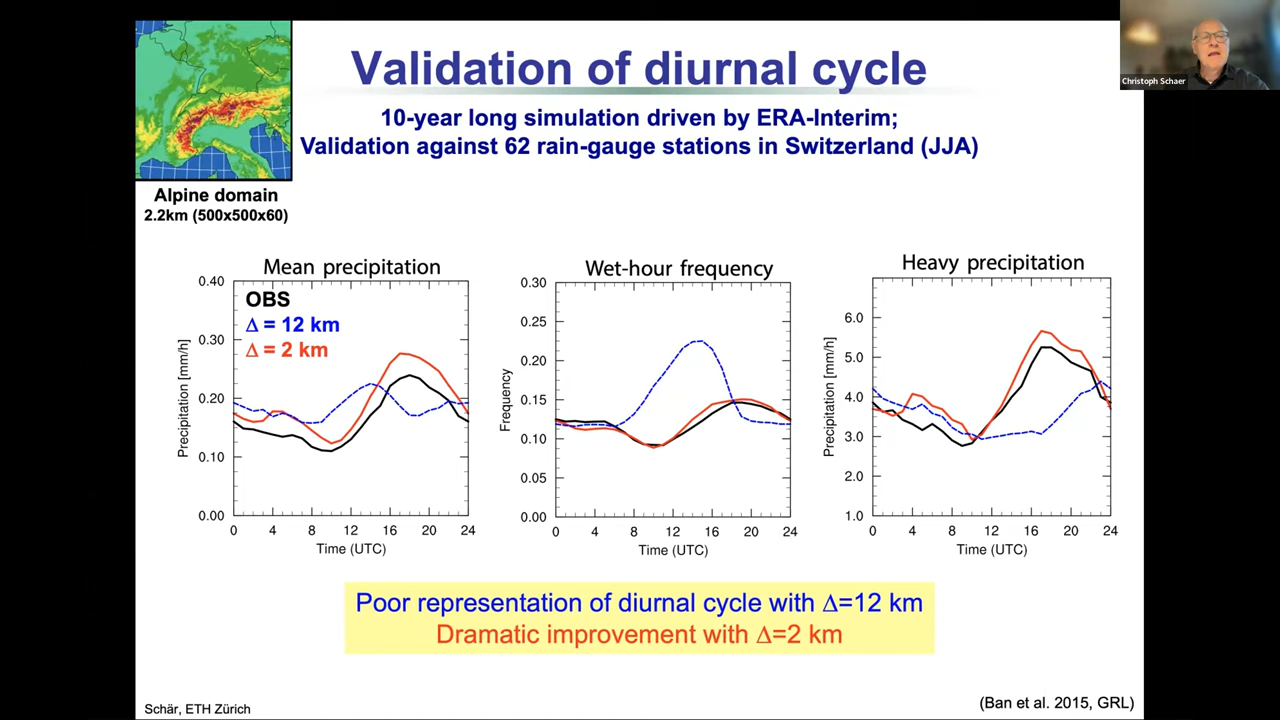 Validation of diurnal cycle
10-year long simulation driven by ERA-Interim;
Validation against 62 rain-gauge stations in Switzerland (JJA)
Christoph Schaer
Alpine domain
2.2km (500x500x60)
Mean precipitation
OBS
Δ = 12 km
Δ = 2 km
Precipitation [mm/h]
0.40
0.30
0.20
0.10
0.00
0 4 8 12 16 20 24
Time (UTC)
Wet-hour frequency
Frequency
0.30
0.25
0.20
0.15
0.10
0.05
0.00
0 4 8 12 16 20 24
Time (UTC)
Heavy precipitation
Precipitation [mm/h]
6.0
5.0
4.0
3.0
2.0
1.0
0 4 8 12 16 20 24
Time (UTC)
Poor representation of diurnal cycle with Δ=12 km
Dramatic improvement with Δ=2 km
Schär, ETH Zürich
(Ban et al. 2015, GRL)